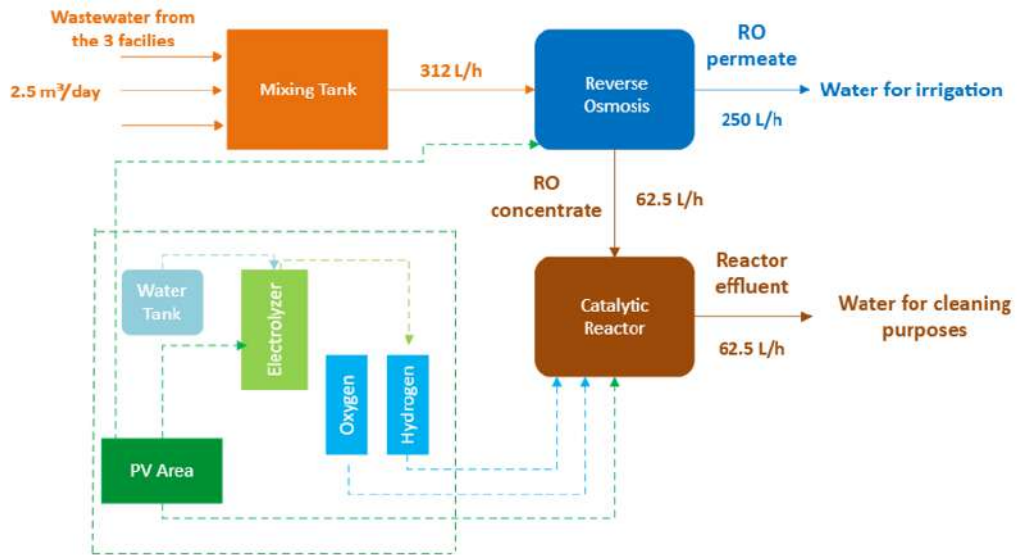 Wastewater from
the 3 facilies
2.5 m³/day
Mixing Tank
312 L/h
Reverse
Osmosis
RO
permeate
250 L/h
Water for irrigation
RO
concentrate
62.5 L/h
Water
Tank
Electrolyzer
Oxygen
Hydrogen
PV Area
Catalytic
Reactor
Reactor
effluent
62.5 L/h
Water for cleaning
purposes